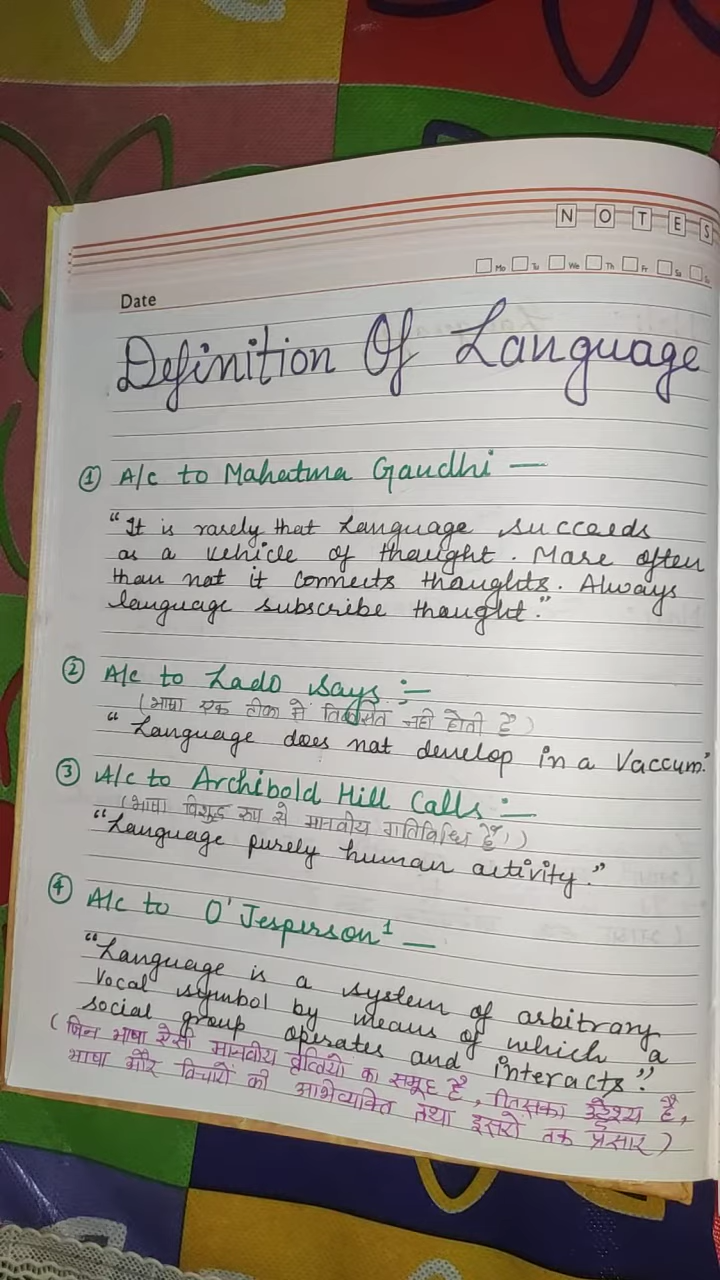 NOTES
Mo Tu We Th Fr Sa Su
Date
Definition Of Language
① A/c to Mahatma Gandhi —
"It is rarely that Language succeeds
as a vehicle of thought. More often
than not it connects thoughts. Always
language subscribe thought."
② A/c to Lado says :—
(भाषा एक टीका में विकसित नही होती है)
"Language does not develop in a Vaccum."
③ A/c to Archibold Hill Calls :—
(भाषा विशुद्ध रूप से मानवीय गतिविधि है।)
"Language purely human activity."
④ A/c to O'Jesperson¹ —
"Language is a system of arbitrary
vocal symbol by means of which a
social group operates and interacts."
(जिन भाषा ऐसी मानवीय वृत्तियों का समूह है, जिसका उद्देश्य है,
भाषा और विचारों की अभिव्यक्ति तथा इसरों तक प्रसार)